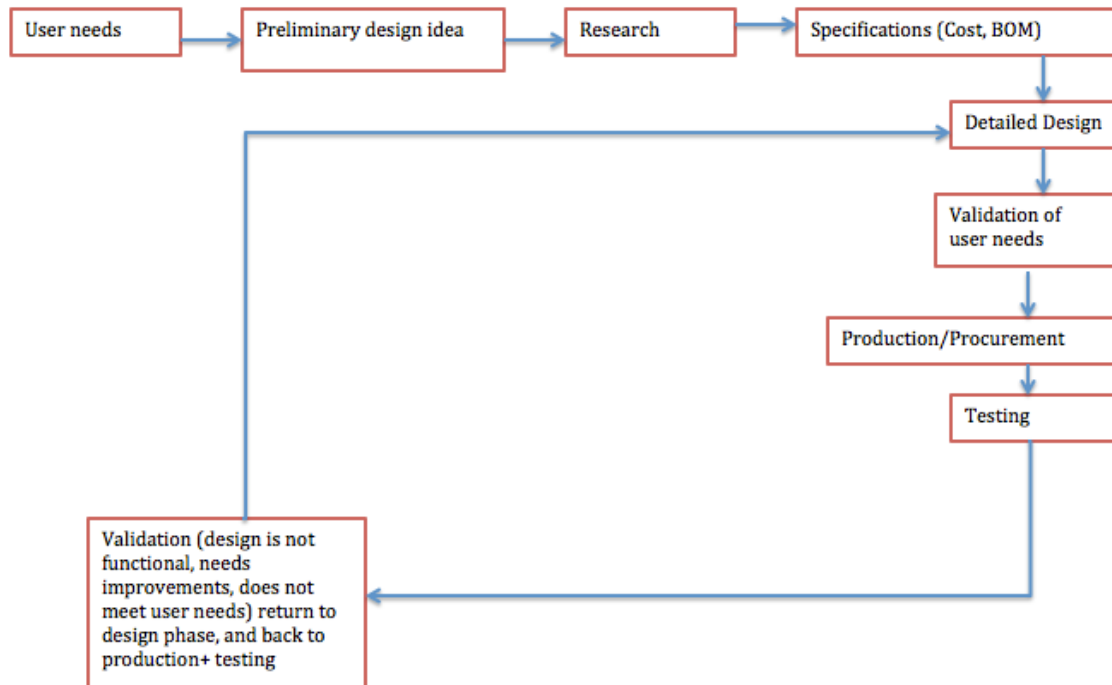 User needs
Preliminary design idea
Research
Specifications (Cost, BOM)
Detailed Design
Validation of
user needs
Production/Procurement
Testing
Validation (design is not
functional, needs
improvements, does not
meet user needs) return to
design phase, and back to
production+ testing